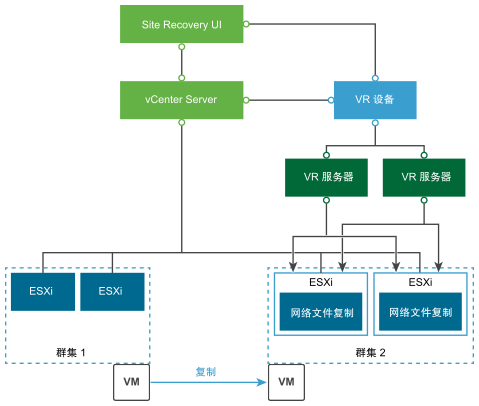 Site Recovery UI
vCenter Server
VR 设备
VR 服务器
VR 服务器
ESXi
ESXi
ESXi
ESXi
网络文件复制
网络文件复制
群集 1
群集 2
VM
复制
VM